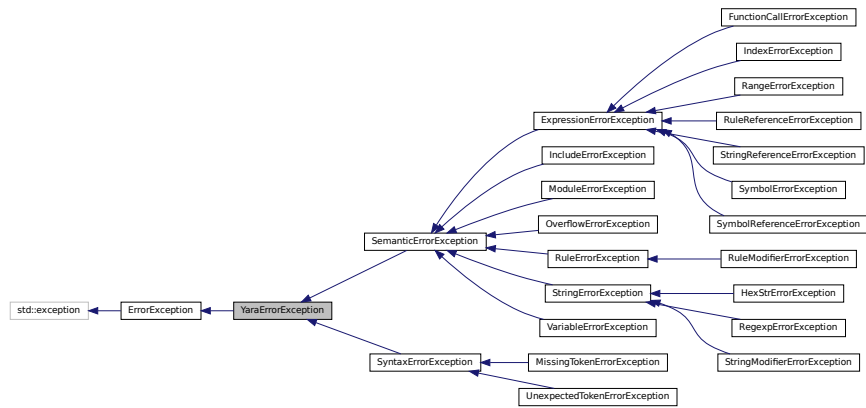 FunctionCallErrorException
IndexErrorException
RangeErrorException
ExpressionErrorException
RuleReferenceErrorException
IncludeErrorException
StringReferenceErrorException
ModuleErrorException
SymbolErrorException
OverflowErrorException
SymbolReferenceErrorException
SemanticErrorException
RuleErrorException
RuleModifierErrorException
StringErrorException
HexStrErrorException
std::exception
ErrorException
YaraErrorException
VariableErrorException
RegexpErrorException
SyntaxErrorException
MissingTokenErrorException
StringModifierErrorException
UnexpectedTokenErrorException